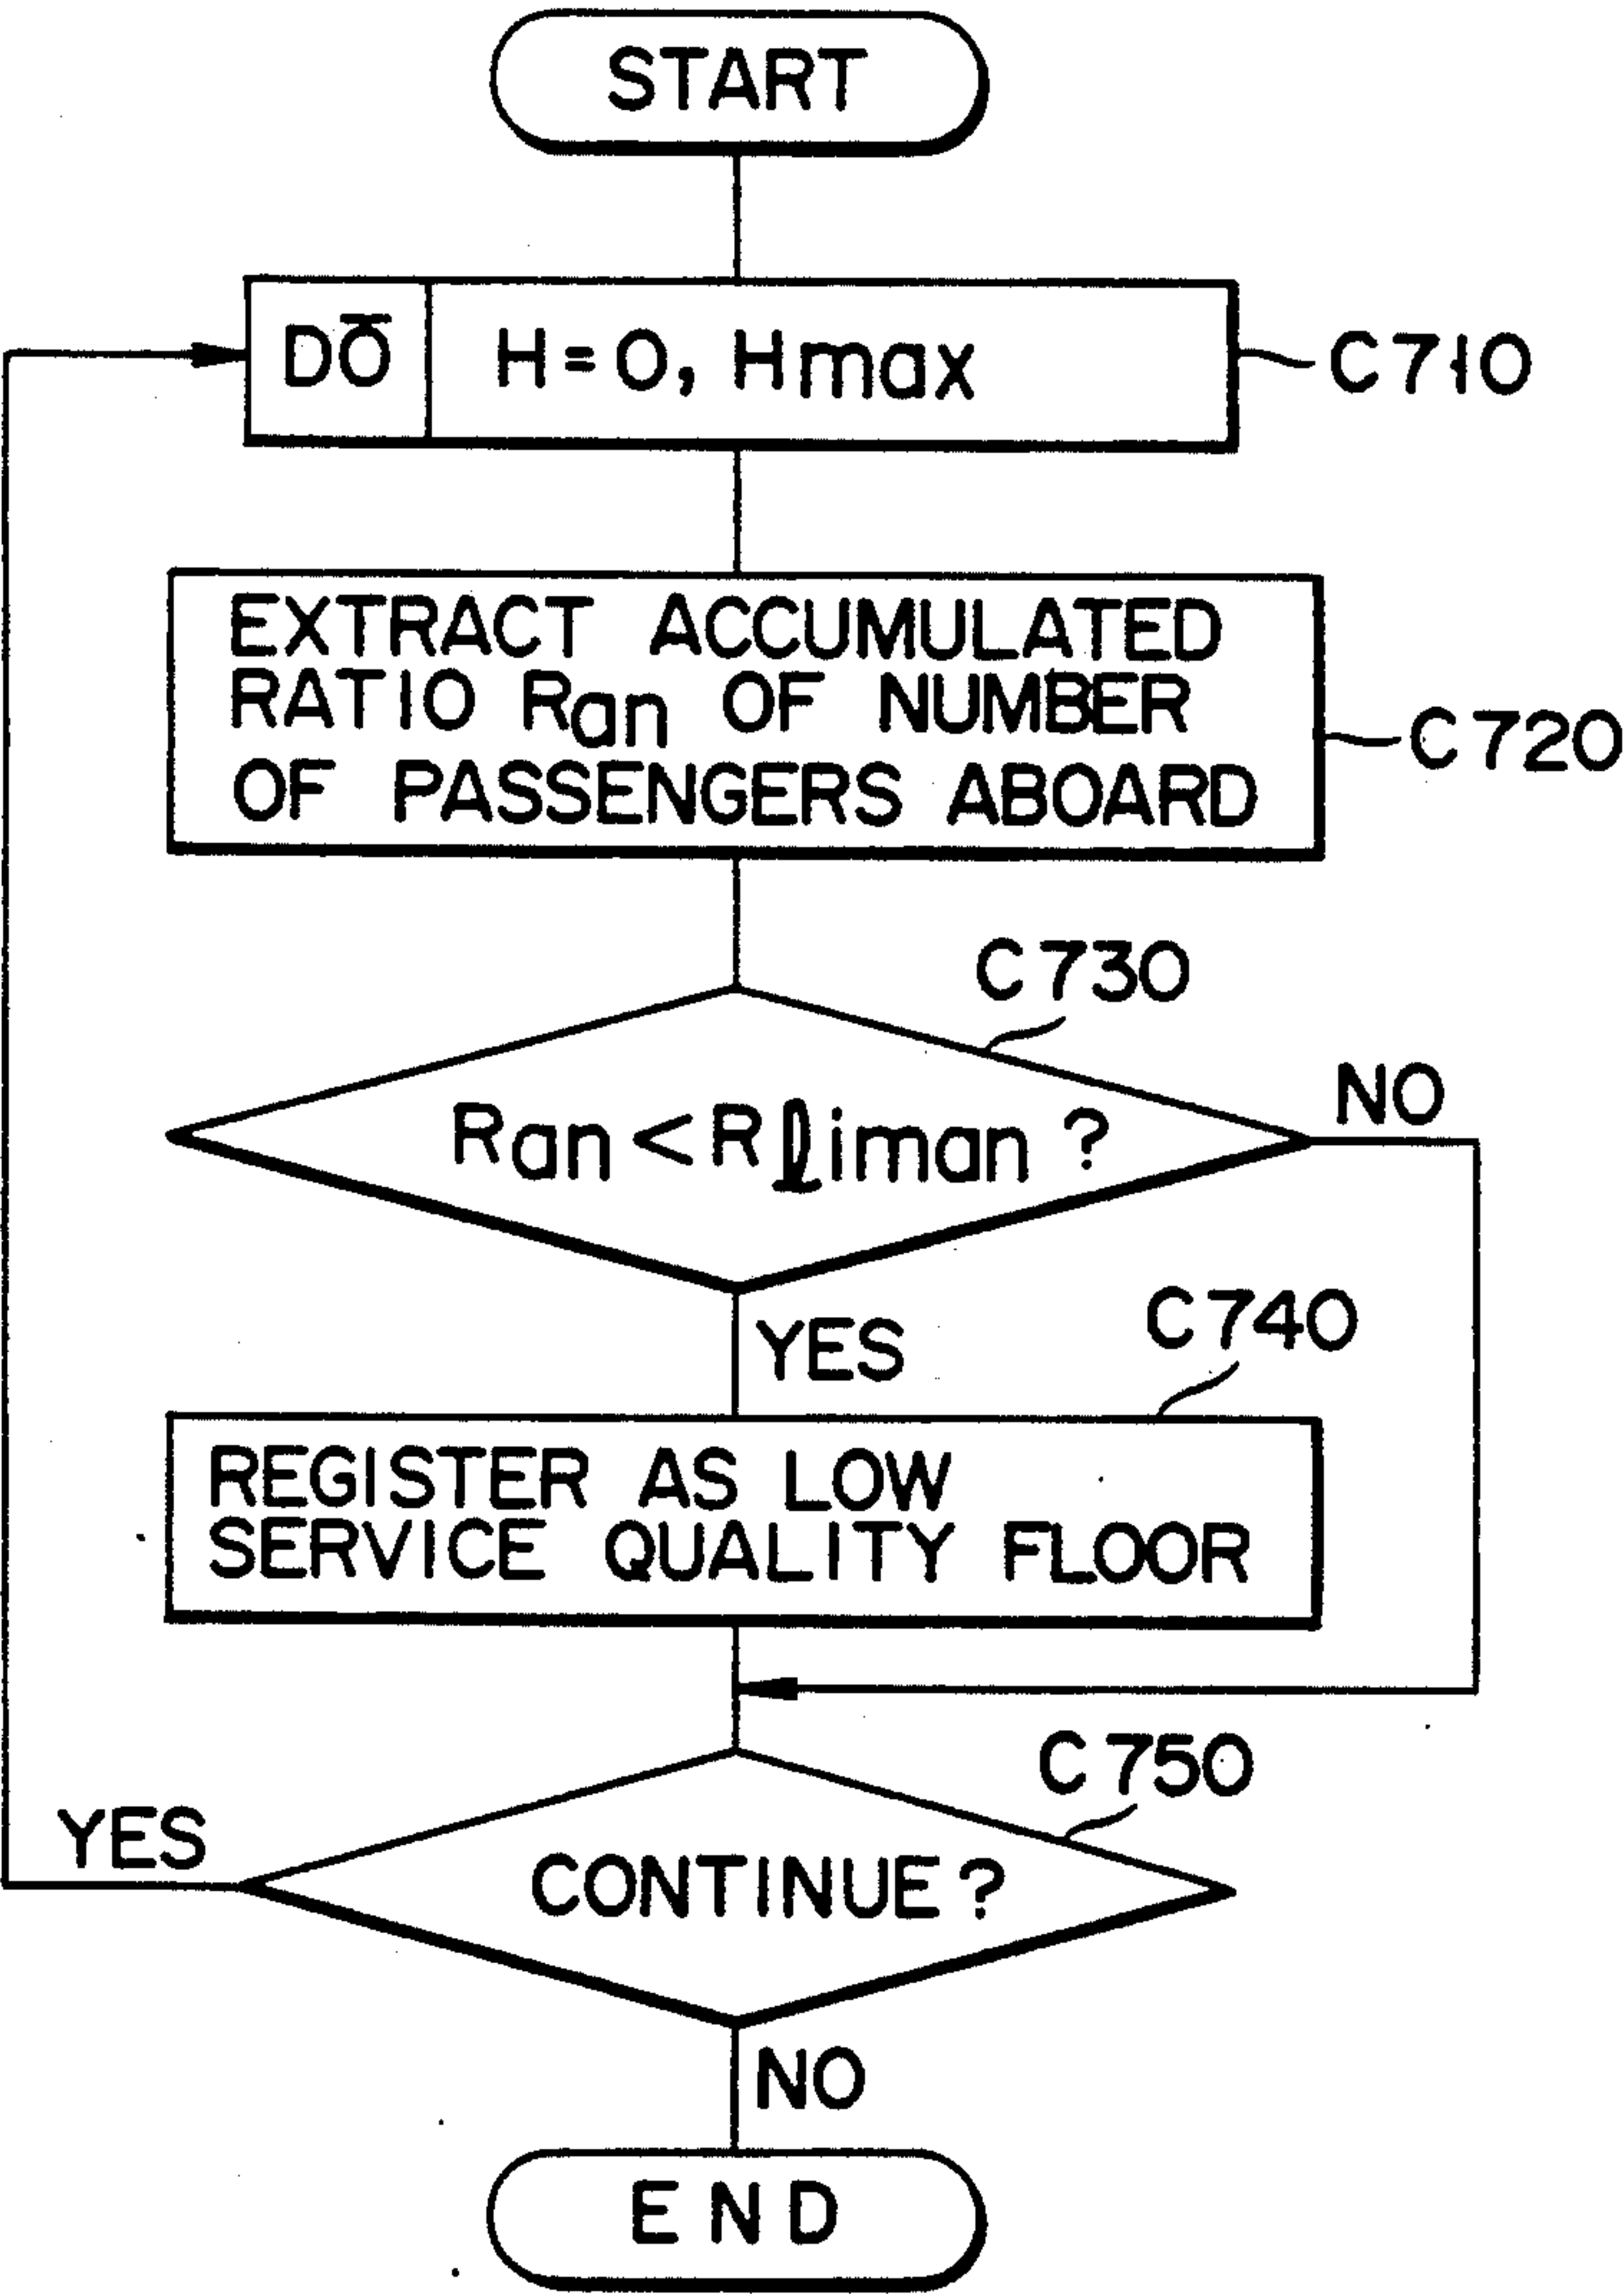 START
DŌ H=0, Hmax
C710
EXTRACT ACCUMULATED
RATIO Ran OF NUMBER
OF PASSENGERS ABOARD
C720
C730
Ran<Rliman?
NO
YES
C740
REGISTER AS LOW
SERVICE QUALITY FLOOR
C750
YES
CONTINUE?
NO
END